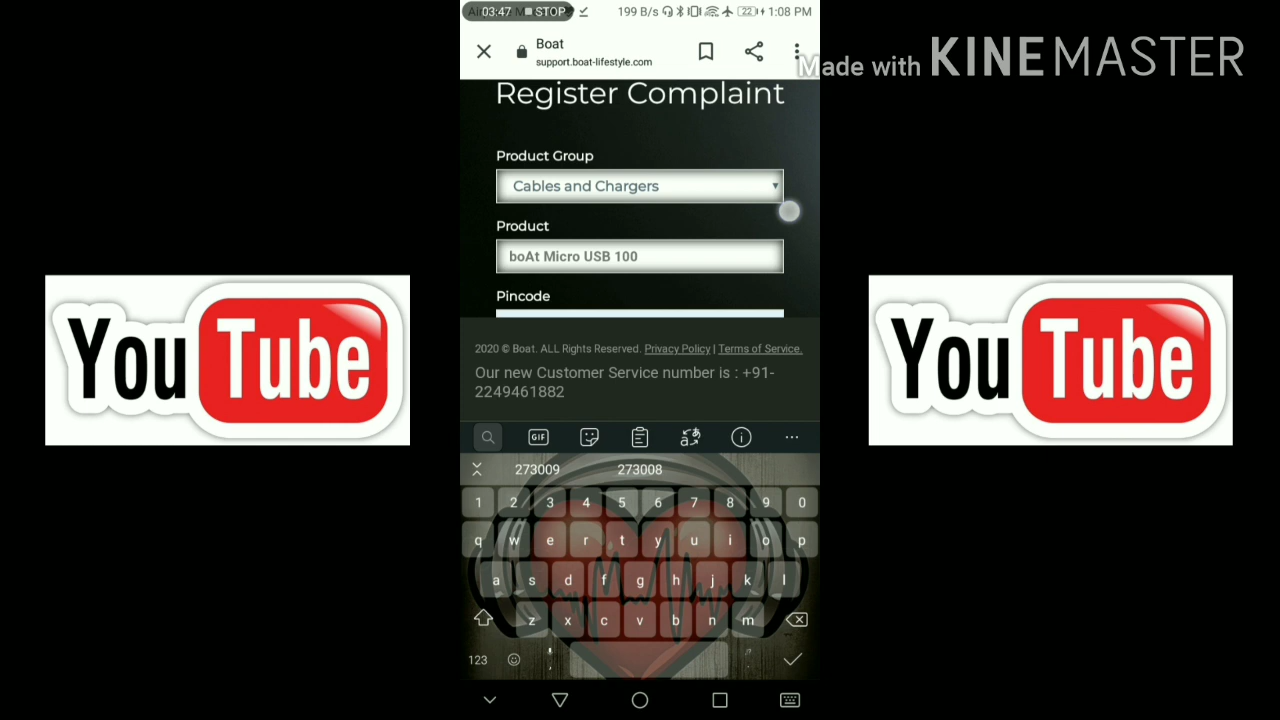 03:47 STOP
199 B/s 22 1:08 PM
Boat
support.boat-lifestyle.com
Made with KINEMASTER
Register Complaint
Product Group
Cables and Chargers
Product
boAt Micro USB 100
Pincode
You Tube
You Tube
2020 © Boat. ALL Rights Reserved. Privacy Policy | Terms of Service.
Our new Customer Service number is : +91-
2249461882
GIF
273009 273008
1 2 3 4 5 6 7 8 9 0
q w e r t y u i o p
a s d f g h j k l
z x c v b n m
123 ,